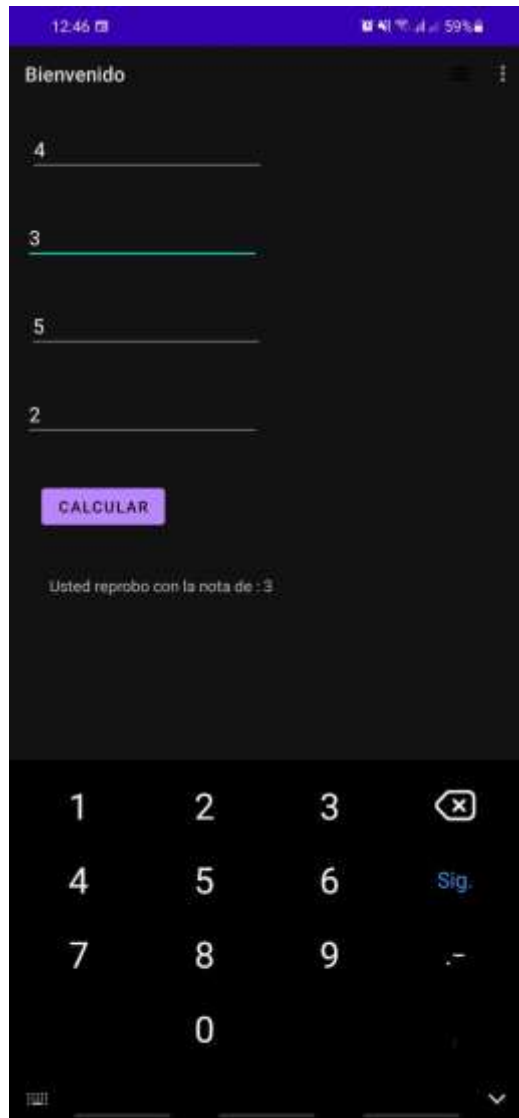 12:46 59%
Bienvenido
4
3
5
2
CALCULAR
Usted reprobo con la nota de : 3
1 2 3
4 5 6 Sig.
7 8 9 .-
0